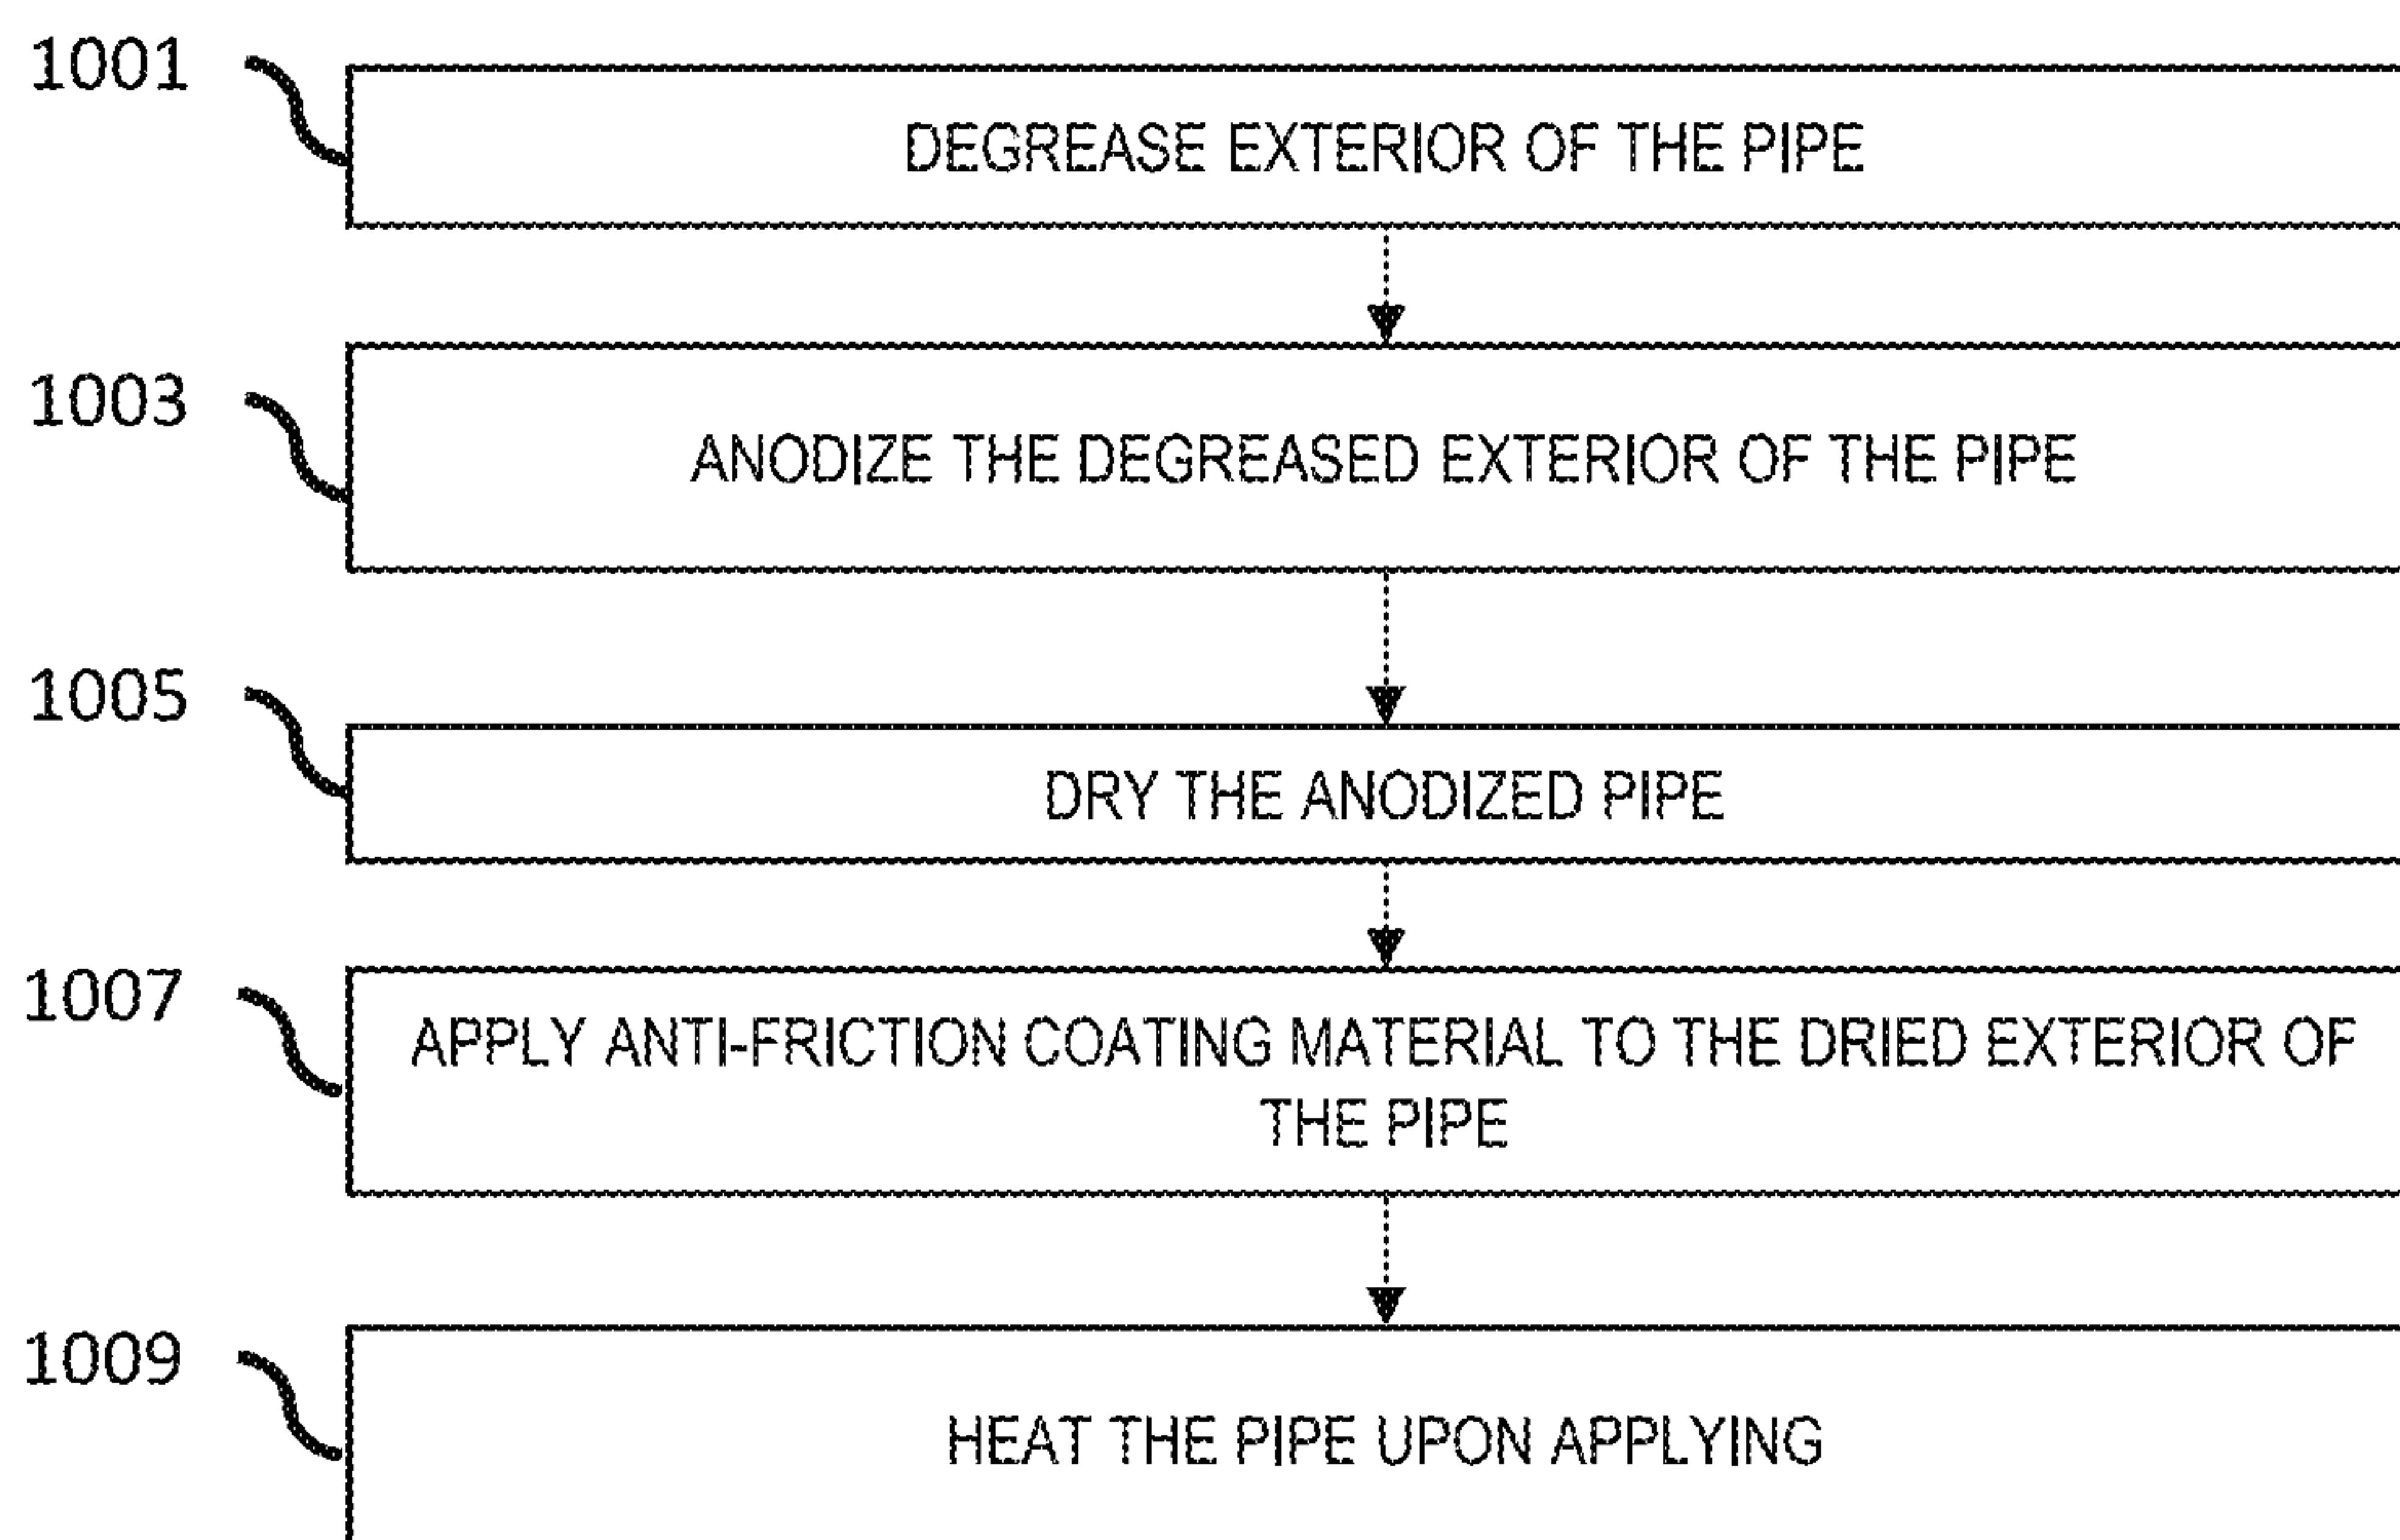 1001
DEGREASE EXTERIOR OF THE PIPE
1003
ANODIZE THE DEGREASED EXTERIOR OF THE PIPE
1005
DRY THE ANODIZED PIPE
1007
APPLY ANTI-FRICTION COATING MATERIAL TO THE DRIED EXTERIOR OF
THE PIPE
1009
HEAT THE PIPE UPON APPLYING